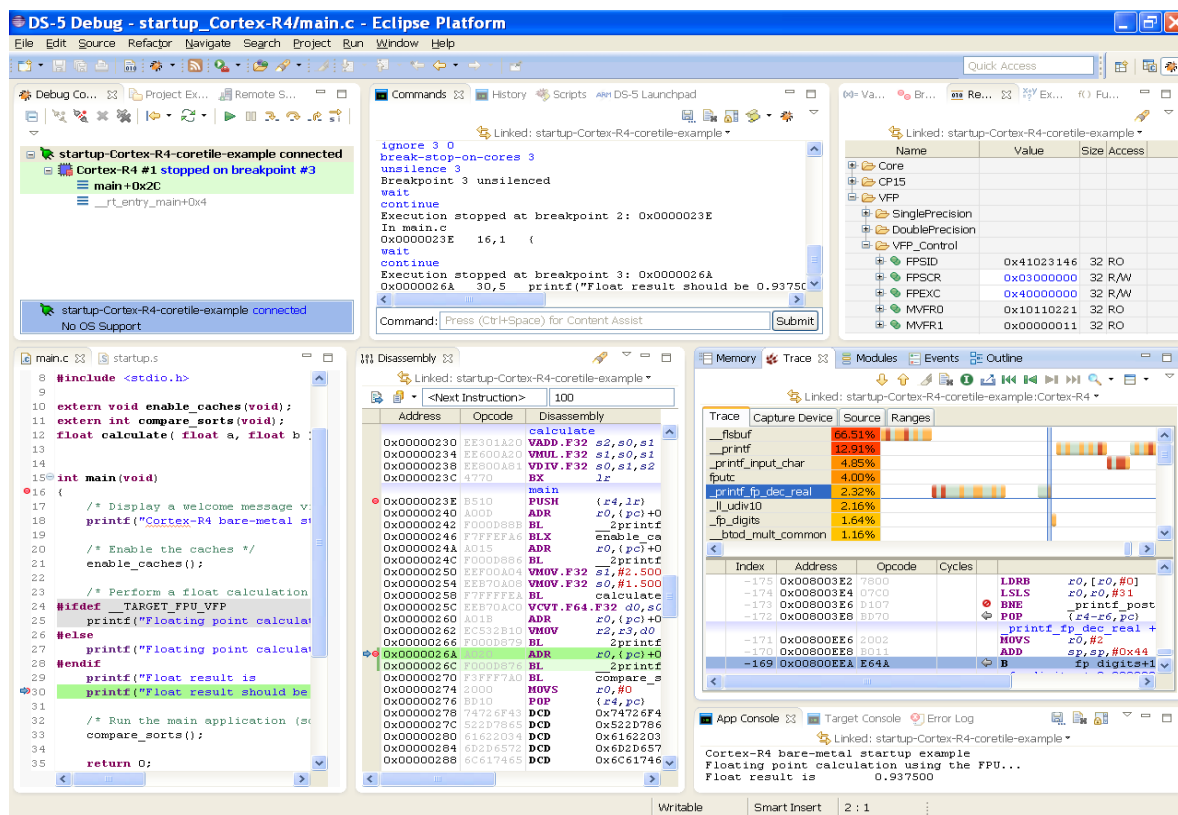 DS-5 Debug - startup_Cortex-R4/main.c - Eclipse Platform
File Edit Source Refactor Navigate Search Project Run Window Help
Quick Access
Debug Co... Project Ex... Remote S...
startup-Cortex-R4-coretile-example connected
Cortex-R4 #1 stopped on breakpoint #3
main+0x2C
__rt_entry_main+0x4
startup-Cortex-R4-coretile-example connected
No OS Support
Commands History Scripts ARM DS-5 Launchpad
Linked: startup-Cortex-R4-coretile-example
ignore 3 0
break-stop-on-cores 3
unsilence 3
Breakpoint 3 unsilenced
wait
continue
Execution stopped at breakpoint 2: 0x0000023E
In main.c
0x0000023E 16,1 {
wait
continue
Execution stopped at breakpoint 3: 0x0000026A
0x0000026A 30,5 printf("Float result should be 0.9375
Command: Press (Ctrl+Space) for Content Assist Submit
(x)= Va... Br... Re... Ex... f() Fu...
Linked: startup-Cortex-R4-coretile-example
Name Value Size Access
Core
CP15
VFP
SinglePrecision
DoublePrecision
VFP_Control
FPSID 0x41023146 32 RO
FPSCR 0x03000000 32 R/W
FPEXC 0x40000000 32 R/W
MVFR0 0x10110221 32 RO
MVFR1 0x00000011 32 RO
main.c startup.s
8 #include <stdio.h>
9
10 extern void enable_caches(void);
11 extern int compare_sorts(void);
12 float calculate( float a, float b
13
14
15 int main(void)
16 {
17 /* Display a welcome message
18 printf("Cortex-R4 bare-metal
19
20 /* Enable the caches */
21 enable_caches();
22
23 /* Perform a float calculation
24 #ifdef __TARGET_FPU_VFP
25 printf("Floating point calculat
26 #else
27 printf("Floating point calculat
28 #endif
29 printf("Float result is
30 printf("Float result should be
31
32 /* Run the main application
33 compare_sorts();
34
35 return 0;
Disassembly
Linked: startup-Cortex-R4-coretile-example
<Next Instruction> 100
Address Opcode Disassembly
calculate
0x00000230 EE301A20 VADD.F32 s2,s0,s1
0x00000234 EE600A20 VMUL.F32 s1,s0,s1
0x00000238 EE800A81 VDIV.F32 s0,s1,s2
0x0000023C 4770 BX lr
main
0x0000023E B510 PUSH {r4,lr}
0x00000240 A00D ADR r0,{pc}+0
0x00000242 F000D88B BL __2printf
0x00000246 F7FFEFA6 BLX enable_ca
0x0000024A A015 ADR r0,{pc}+0
0x0000024C F000D886 BL __2printf
0x00000250 EEF00A04 VMOV.F32 s1,#2.500
0x00000254 EEB70A08 VMOV.F32 s0,#1.500
0x00000258 F7FFFFEA BL calculate
0x0000025C EEB70AC0 VCVT.F64.F32 d0,s0
0x00000260 A01B ADR r0,{pc}+0
0x00000262 EC532B10 VMOV r2,r3,d0
0x00000266 F000D879 BL __2printf
0x0000026A A020 ADR r0,{pc}+0
0x0000026C F000D876 BL __2printf
0x00000270 F3FFF7A0 BL compare_s
0x00000274 2000 MOVS r0,#0
0x00000276 BD10 POP {r4,pc}
0x00000278 74726F43 DCD 0x74726F4
0x0000027C 522D7865 DCD 0x522D786
0x00000280 61622034 DCD 0x6162203
0x00000284 6D2D6572 DCD 0x6D2D657
0x00000288 6C617465 DCD 0x6C61746
Memory Trace Modules Events Outline
Linked: startup-Cortex-R4-coretile-example:Cortex-R4
Trace Capture Device Source Ranges
__flsbuf 66.51%
__printf 12.91%
_printf_input_char 4.85%
fputc 4.00%
_printf_fp_dec_real 2.32%
_ll_udiv10 2.16%
_fp_digits 1.64%
__btod_mult_common 1.16%
Index Address Opcode Cycles
-175 0x008003E2 7800 LDRB r0,[r0,#0]
-174 0x008003E4 07C0 LSLS r0,r0,#31
-173 0x008003E6 D107 BNE _printf_post
-172 0x008003E8 BD70 POP {r4-r6,pc}
_printf_fp_dec_real +
-171 0x00800EE6 2002 MOVS r0,#2
-170 0x00800EE8 B011 ADD sp,sp,#0x44
-169 0x00800EEA E64A B fp_digits+1
App Console Target Console Error Log
Linked: startup-Cortex-R4-coretile-example
Cortex-R4 bare-metal startup example
Floating point calculation using the FPU...
Float result is 0.937500
Writable Smart Insert 2 : 1